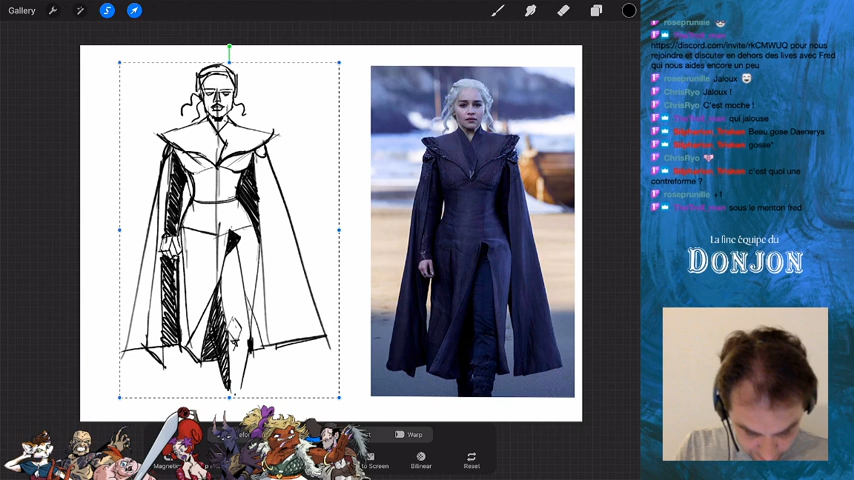 Gallery
roseprunille
https://discord.com/invite/rkCMWUQ pour nous
rejoindre et discuter en dehors des lives avec Fred
qui nous aides encore un peu
roseprunille Jaloux
ChrisRyo Jaloux !
ChrisRyo C'est moche !
qui jalouse
Beau gose Daenerys
gosse*
ChrisRyo
c'est quoi une
contreforme ?
roseprunille +1
sous le menton fred
La fine équipe du
DONJON
Warp
to Screen
Bilinear
Reset